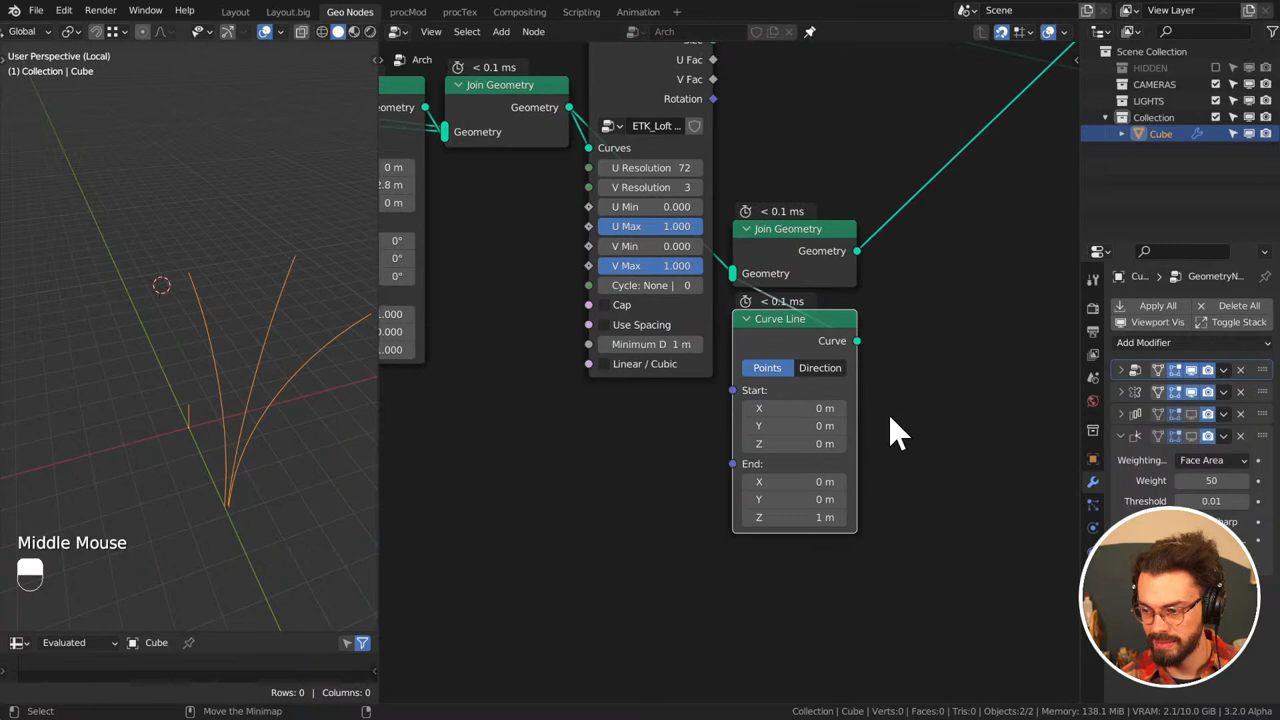 File Edit Render Window Help Layout Layout.big Geo Nodes procMod procTex Compositing Scripting Animation + Scene View Layer
Global View Select Add Node Arch
User Perspective (Local)
(1) Collection | Cube
Arch
< 0.1 ms
Join Geometry
Geometry
Geometry
U Fac
V Fac
Rotation
ETK_Loft ...
Curves
U Resolution 72
V Resolution 3
U Min 0.000
U Max 1.000
V Min 0.000
V Max 1.000
Cycle: None | 0
Cap
Use Spacing
Minimum D 1 m
Linear / Cubic
0 m
2.8 m
0 m
0°
0°
0°
1.000
0.000
1.000
< 0.1 ms
Join Geometry
Geometry
Geometry
< 0.1 ms
Curve Line
Curve
Points Direction
Start:
X 0 m
Y 0 m
Z 0 m
End:
X 0 m
Y 0 m
Z 1 m
Scene Collection
HIDDEN
CAMERAS
LIGHTS
Collection
Cube
Cu... GeometryN...
Apply All Delete All
Viewport Vis Toggle Stack
Add Modifier
Weighting... Face Area
Weight 50
Threshold 0.01
Middle Mouse
Evaluated Cube
Rows: 0 | Columns: 0
Select Move the Minimap Collection | Cube | Verts:0 | Faces:0 | Tris:0 | Objects:2/2 | Memory: 138.1 MiB | VRAM: 2.1/10.0 GiB | 3.2.0 Alpha